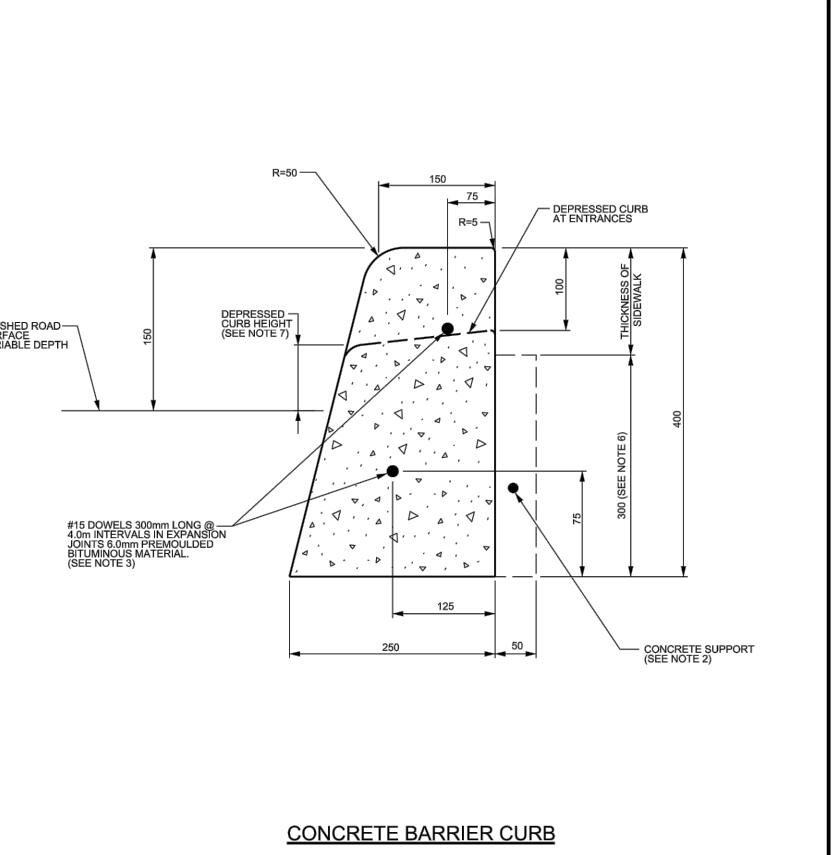 R=50
150
75
R=5
DEPRESSED CURB
AT ENTRANCES
100
THICKNESS OF
SIDEWALK
DEPRESSED
CURB HEIGHT
(SEE NOTE 7)
150
SHED ROAD
RFACE
RIABLE DEPTH
400
300 (SEE NOTE 6)
75
#15 DOWELS 300mm LONG @
4.0m INTERVALS IN EXPANSION
JOINTS 6.0mm PREMOULDED
BITUMINOUS MATERIAL.
(SEE NOTE 3)
125
250
50
CONCRETE SUPPORT
(SEE NOTE 2)
CONCRETE BARRIER CURB